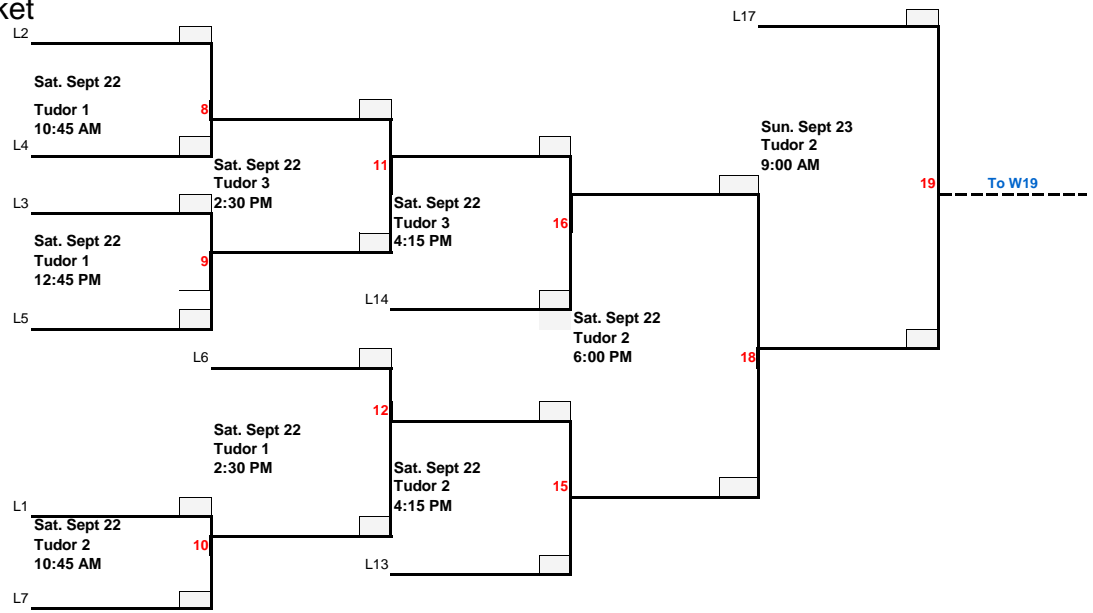 ket
L2
Sat. Sept 22
Tudor 1
10:45 AM
8
L4
L3
Sat. Sept 22
Tudor 1
12:45 PM
9
L5
Sat. Sept 22
Tudor 3
2:30 PM
11
Sat. Sept 22
Tudor 3
4:15 PM
16
L14
L6
Sat. Sept 22
Tudor 1
2:30 PM
12
L1
Sat. Sept 22
Tudor 2
10:45 AM
10
L7
Sat. Sept 22
Tudor 2
4:15 PM
15
L13
Sat. Sept 22
Tudor 2
6:00 PM
18
L17
Sun. Sept 23
Tudor 2
9:00 AM
19
To W19